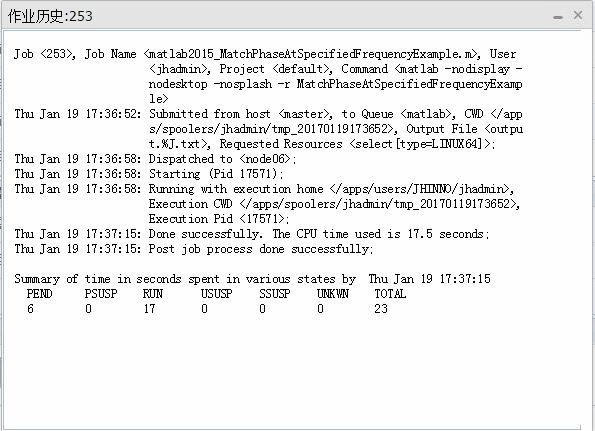 作业历史:253
Job <253>, Job Name <matlab2015_MatchPhaseAtSpecifiedFrequencyExample.m>, User
<jhadmin>, Project <default>, Command <matlab -nodisplay -
nodesktop -nosplash -r MatchPhaseAtSpecifiedFrequencyExamp
le>
Thu Jan 19 17:36:52: Submitted from host <master>, to Queue <matlab>, CWD </app
s/spoolers/jhadmin/tmp_20170119173652>, Output File <outpu
t.%J.txt>, Requested Resources <select[type=LINUX64]>;
Thu Jan 19 17:36:58: Dispatched to <node06>;
Thu Jan 19 17:36:58: Starting (Pid 17571);
Thu Jan 19 17:36:58: Running with execution home </apps/users/JHINNO/jhadmin>,
Execution CWD </apps/spoolers/jhadmin/tmp_20170119173652>,
Execution Pid <17571>;
Thu Jan 19 17:37:15: Done successfully. The CPU time used is 17.5 seconds;
Thu Jan 19 17:37:15: Post job process done successfully;
Summary of time in seconds spent in various states by  Thu Jan 19 17:37:15
PEND PSUSP RUN USUSP SSUSP UNKWN TOTAL
6 0 17 0 0 0 23